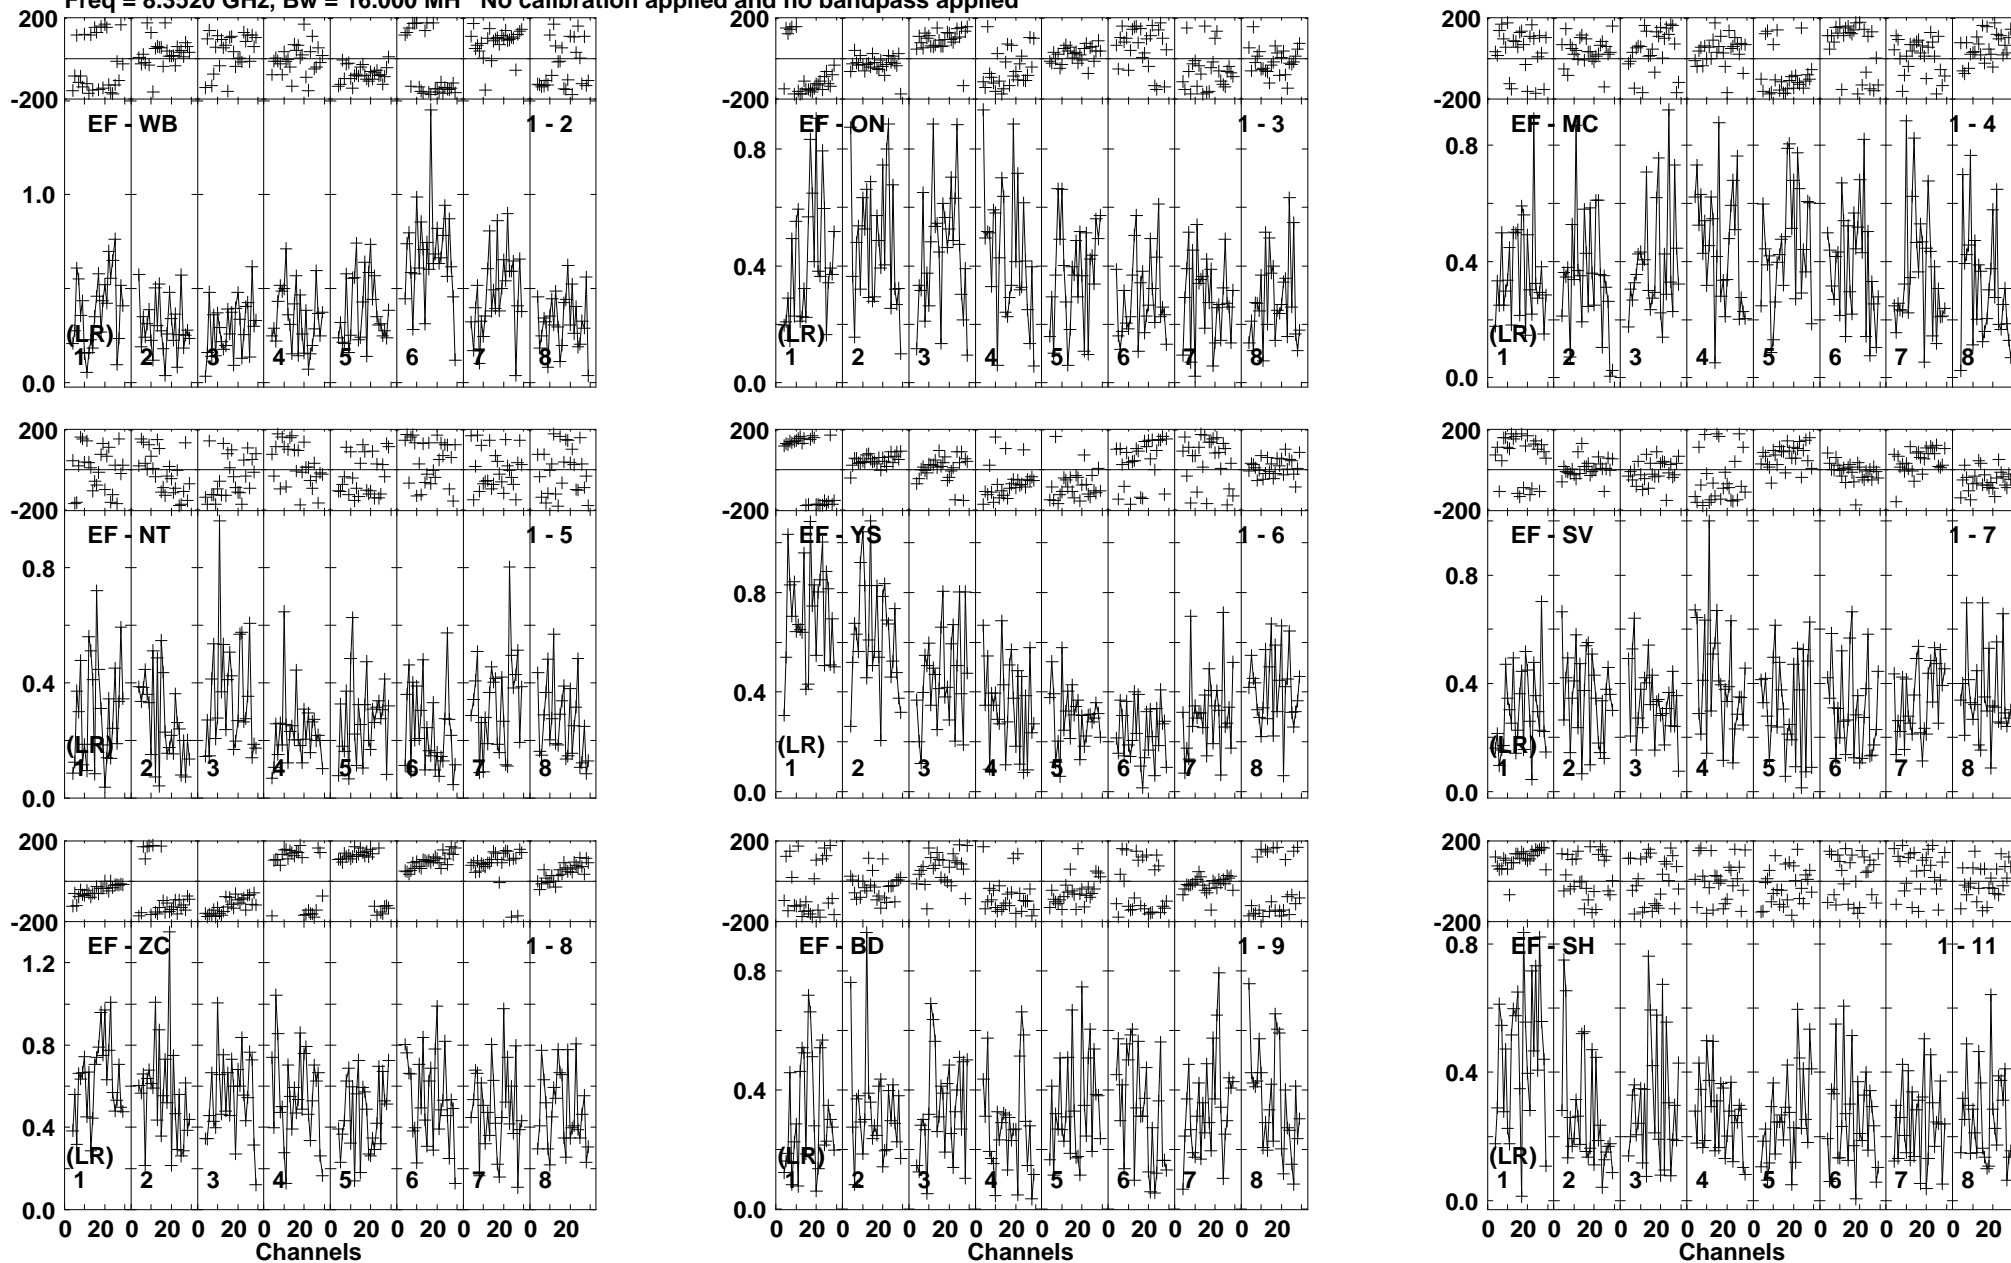 Freq = 8.3520 GHz, Bw = 16.000 MH No calibration applied and no bandpass applied
200 200 200
-200 -200 -200
EF - WB 1 - 2 EF - ON 1 - 3 EF - MC 1 - 4
0.8 0.8
1.0
0.4 0.4
(LR) (LR) (LR)
1 2 3 4 5 6 7 8 1 2 3 4 5 6 7 8 1 2 3 4 5 6 7 8
0.0 0.0 0.0
200 200 200
-200 -200 -200
EF - NT 1 - 5 EF - YS 1 - 6 EF - SV 1 - 7
0.8 0.8 0.8
0.4 0.4 0.4
(LR) (LR) (LR)
1 2 3 4 5 6 7 8 1 2 3 4 5 6 7 8 1 2 3 4 5 6 7 8
0.0 0.0 0.0
200 200 200
-200 -200 -200
EF - ZC 1 - 8 EF - BD 1 - 9 EF - SH 1 - 11
1.2 0.8 0.8
0.8
0.4 0.4 0.4
(LR) (LR) (LR)
1 2 3 4 5 6 7 8 1 2 3 4 5 6 7 8 1 2 3 4 5 6 7 8
0.0 0.0 0.0
0 20 0 20 0 20 0 20 0 20 0 20 0 20 0 20 0 20 0 20 0 20 0 20 0 20 0 20 0 20 0 20 0 20 0 20 0 20 0 20 0 20 0 20 0 20 0 20
Channels Channels Channels